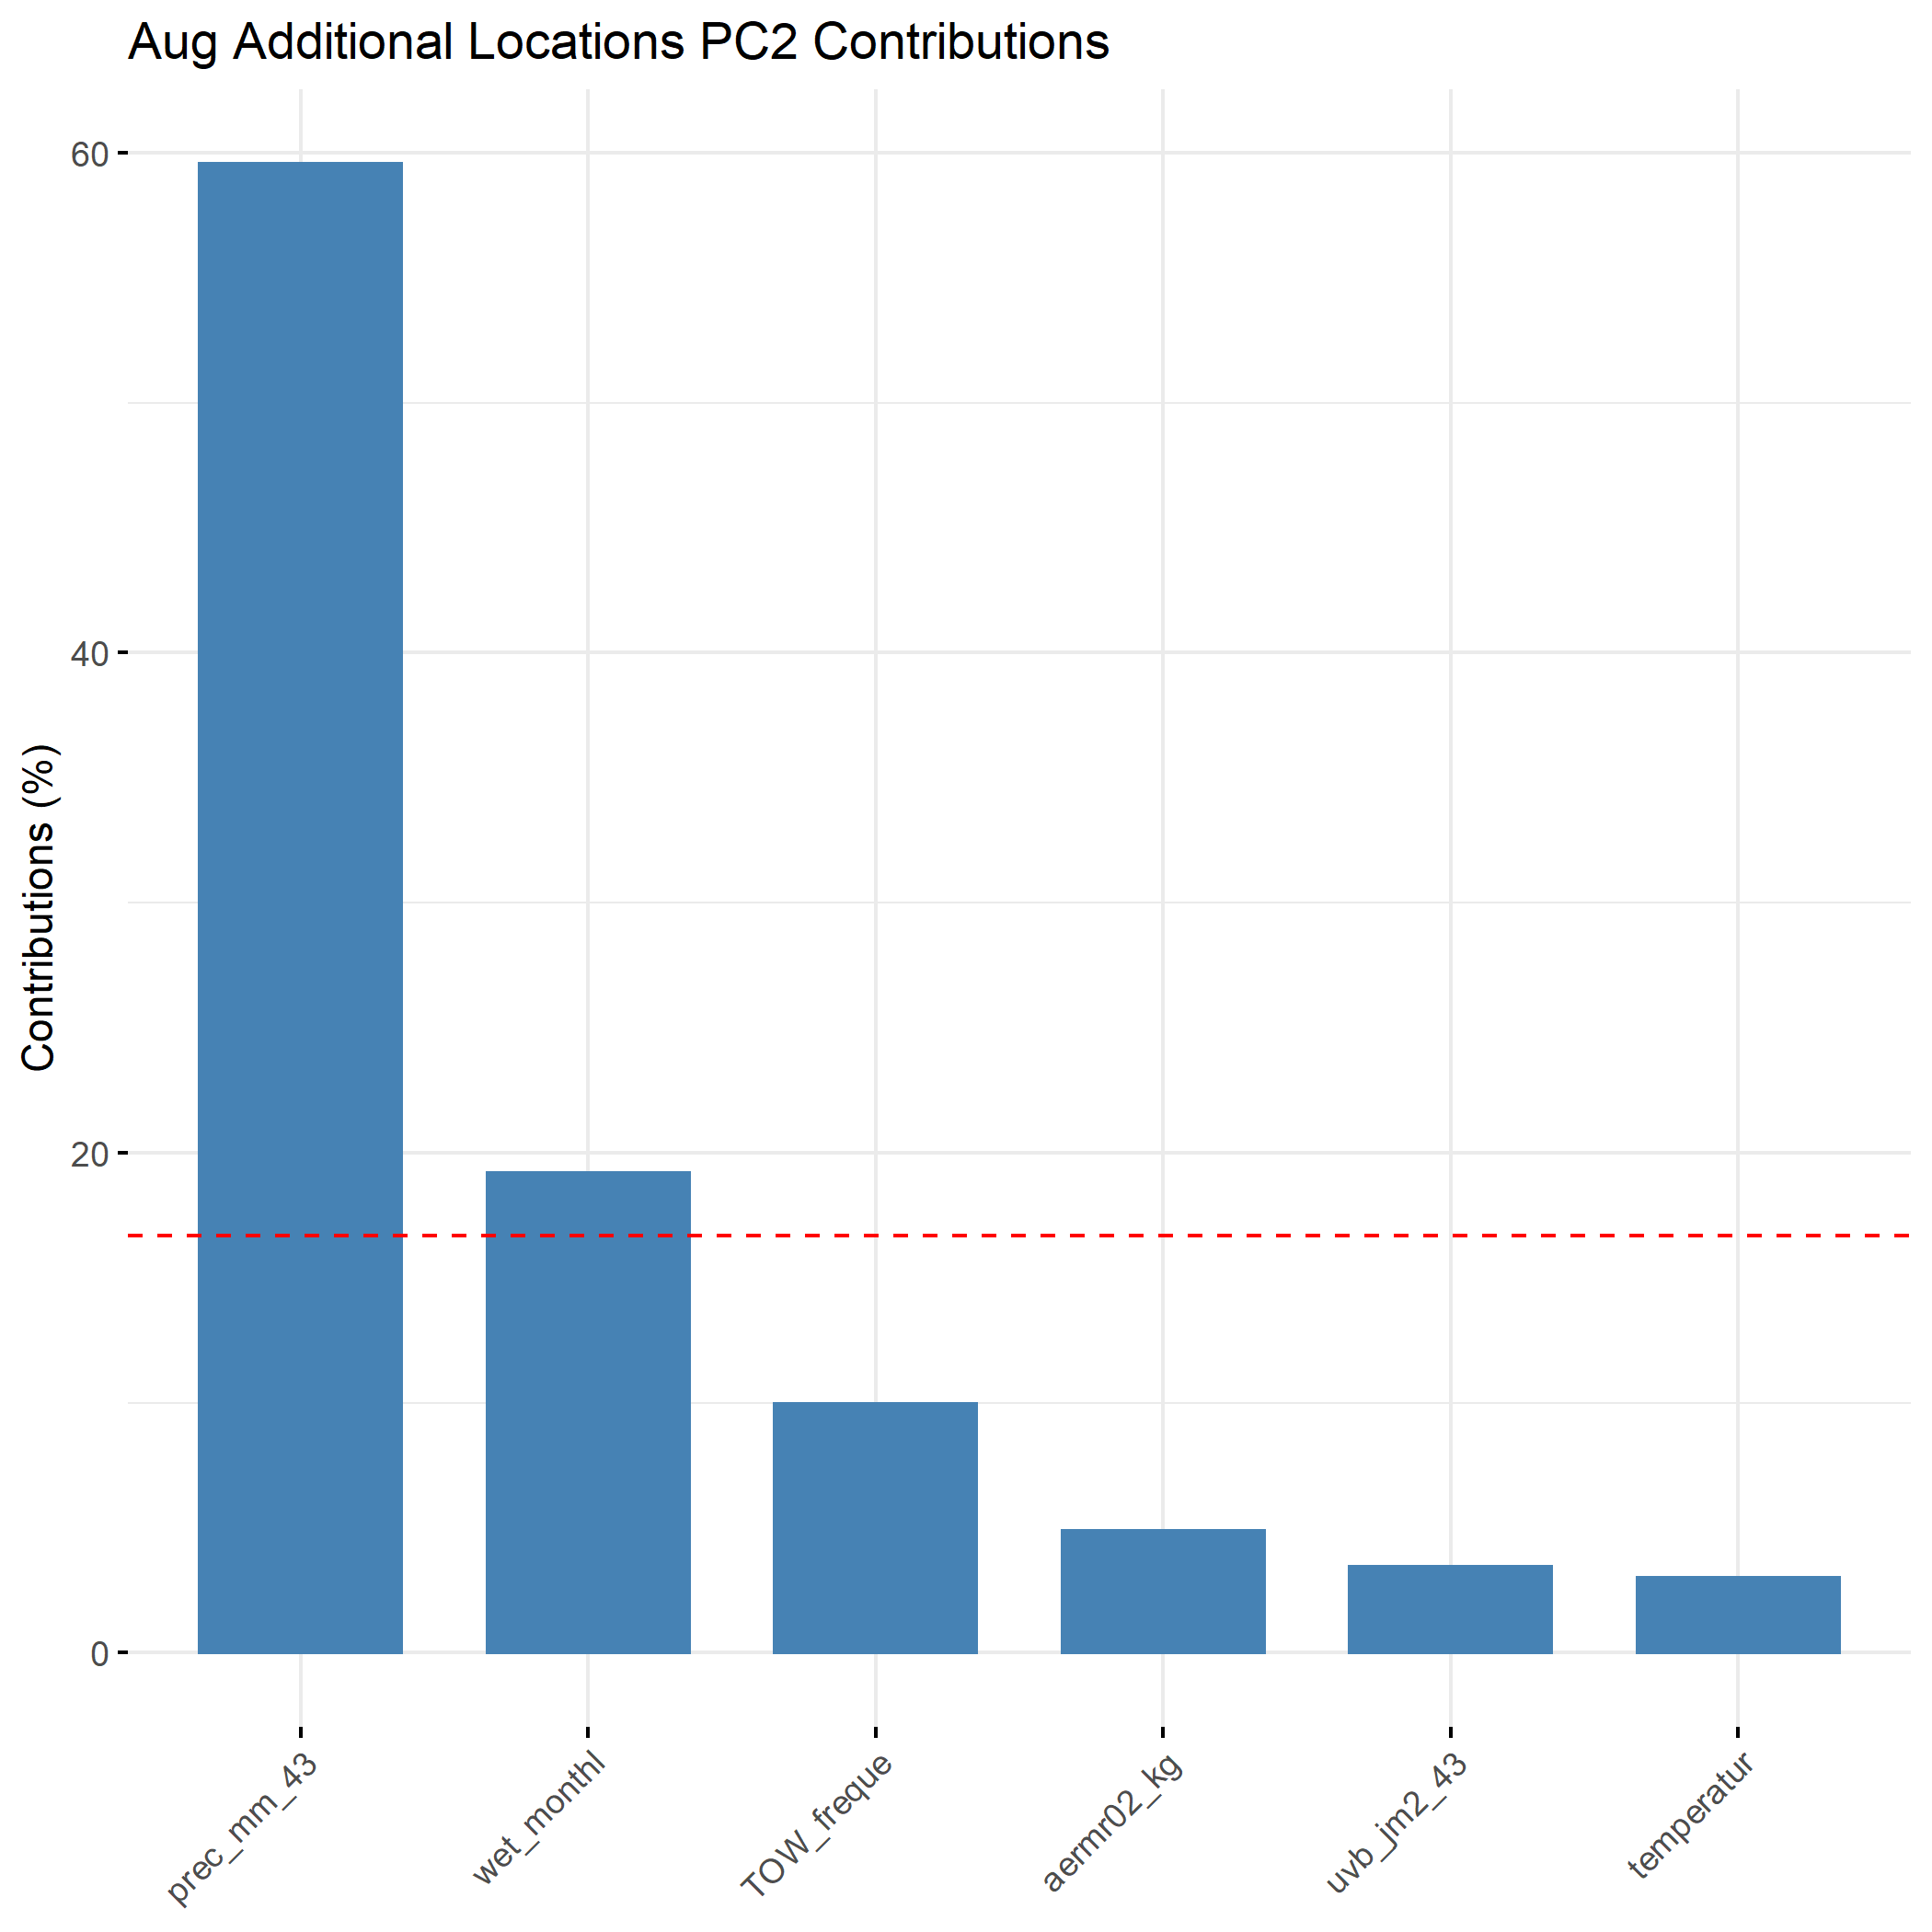 Aug Additional Locations PC2 Contributions
Contributions (%)
60
40
20
0
prec_mm_43
wet_monthl
TOW_freque
aermr02_kg
uvb_jm2_43
temperatur